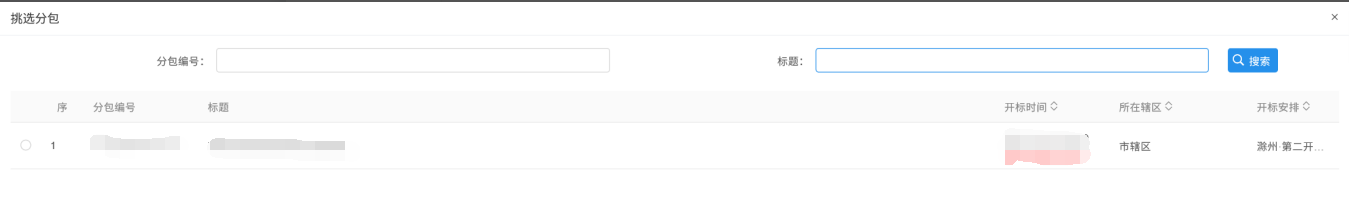 挑选分包 ×
分包编号: 标题: 搜索
序 分包编号 标题 开标时间 所在辖区 开标安排
1 市辖区 滁州·第二开...